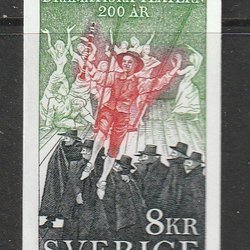 DRAMATISKA TEATERN
200 ÅR
8KR
SVERIGE